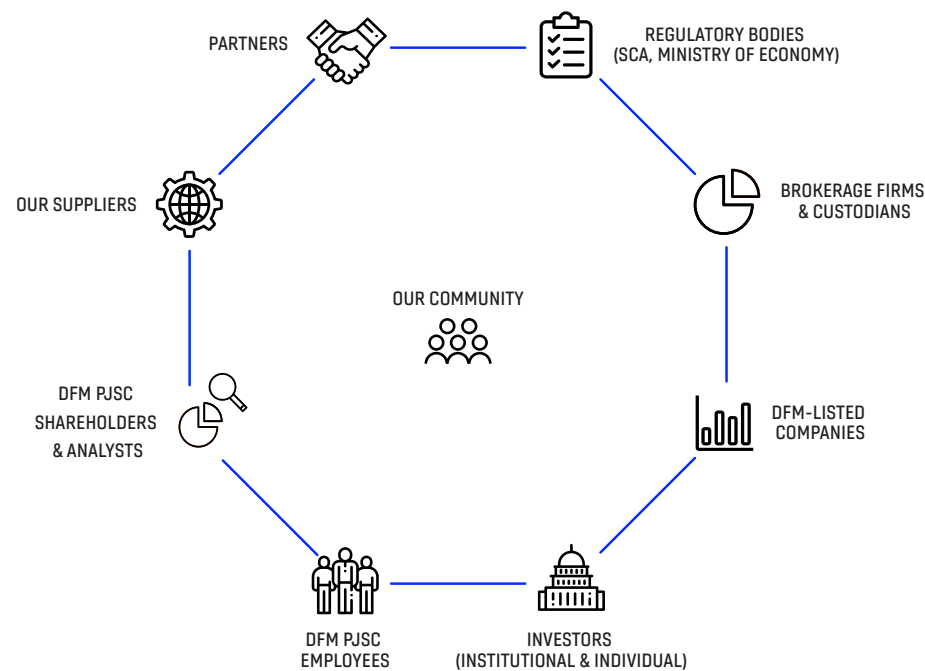 PARTNERS
REGULATORY BODIES
(SCA, MINISTRY OF ECONOMY)
OUR SUPPLIERS
BROKERAGE FIRMS
& CUSTODIANS
OUR COMMUNITY
DFM PJSC
SHAREHOLDERS
& ANALYSTS
DFM-LISTED
COMPANIES
DFM PJSC
EMPLOYEES
INVESTORS
(INSTITUTIONAL & INDIVIDUAL)